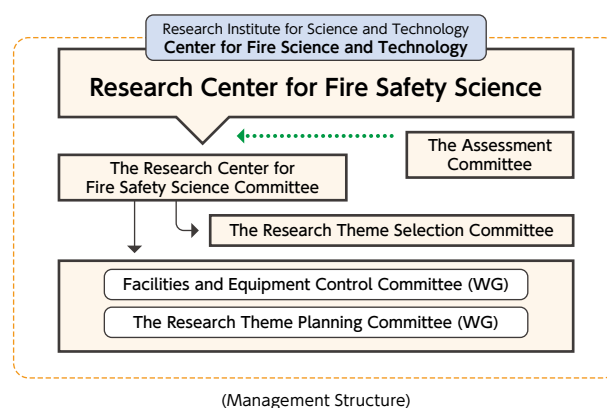 Research Institute for Science and Technology
Center for Fire Science and Technology
Research Center for Fire Safety Science
The Assessment
Committee
The Research Center for
Fire Safety Science Committee
The Research Theme Selection Committee
Facilities and Equipment Control Committee (WG)
The Research Theme Planning Committee (WG)
(Management Structure)